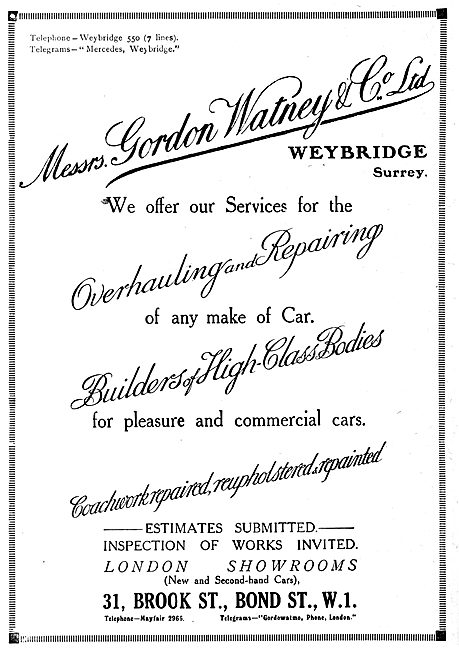 Telephone—Weybridge 550 (7 lines).
Telegrams—"Mercedes, Weybridge."
Messrs. Gordon Watney & Co. Ltd
WEYBRIDGE
Surrey.
We offer our Services for the
Overhauling and Repairing
of any make of Car.
Builders of High-Class Bodies
for pleasure and commercial cars.
Coachwork repaired, reupholstered & repainted
ESTIMATES SUBMITTED.
INSPECTION OF WORKS INVITED.
LONDON SHOWROOMS
(New and Second-hand Cars),
31, BROOK ST., BOND ST., W.1.
Telephone—Mayfair 2965. Telegrams—"Gordowatno, Phone, London."